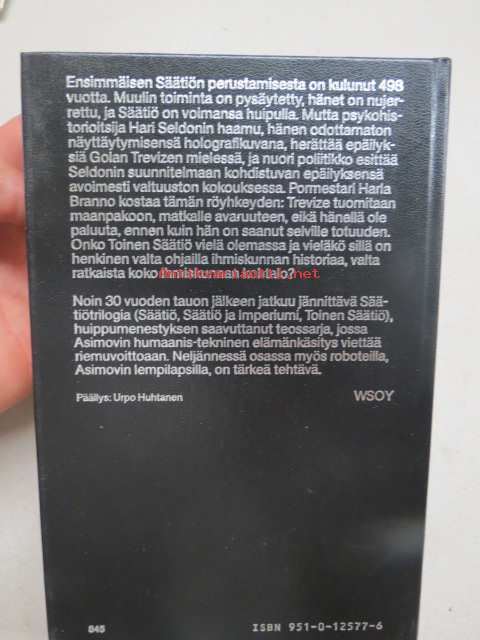 Ensimmäisen Säätiön perustamisesta on kulunut 498
vuotta. Muulin toiminta on pysäytetty, hänet on nujer-
rettu, ja Säätiö on voimansa huipulla. Mutta psykohis-
torioitsija Hari Seldonin haamu, hänen odottamaton
näyttäytymisensä holografikuvana, herättää epäilyk-
siä Golan Trevizen mielessä, ja nuori poliitikko esittää
Seldonin suunnitelmaan kohdistuvan epäilyksensä
avoimesti valtuuston kokouksessa. Pormestari Harla
Branno kostaa tämän röyhkeyden: Trevize tuomitaan
maanpakoon, matkalle avaruuteen, eikä hänellä ole
paluuta, ennen kuin hän on saanut selville totuuden.
Onko Toinen Säätiö vielä olemassa ja vieläkö sillä on
henkinen valta ohjailla ihmiskunnan historiaa, valta
ratkaista koko ihmiskunnan kohtalo?
Noin 30 vuoden tauon jälkeen jatkuu jännittävä Sää-
tiötrilogia (Säätiö, Säätiö ja Imperiumi, Toinen Säätiö),
huippumenestyksen saavuttanut teossarja, jossa
Asimovin humaanis-tekninen elämänkäsitys viettää
riemuvoittoaan. Neljännessä osassa myös roboteilla,
Asimovin lempilapsilla, on tärkeä tehtävä.
Päällys: Urpo Huhtanen WSOY
845 ISBN 951-0-12577-6